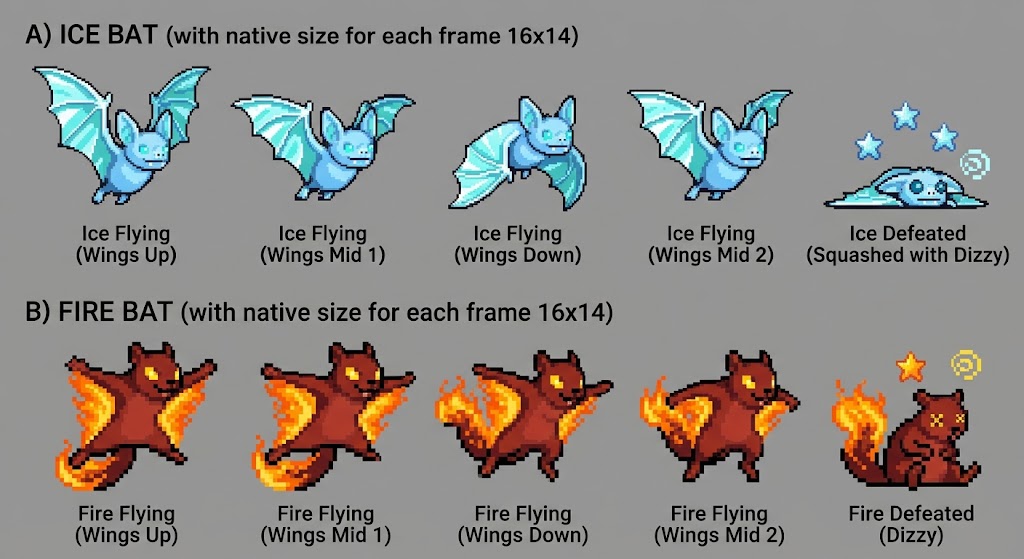 A) ICE BAT (with native size for each frame 16x14)
Ice Flying
(Wings Up)
Ice Flying
(Wings Mid 1)
Ice Flying
(Wings Down)
Ice Flying
(Wings Mid 2)
Ice Defeated
(Squashed with Dizzy)
B) FIRE BAT (with native size for each frame 16x14)
Fire Flying
(Wings Up)
Fire Flying
(Wings Mid 1)
Fire Flying
(Wings Down)
Fire Flying
(Wings Mid 2)
Fire Defeated
(Dizzy)